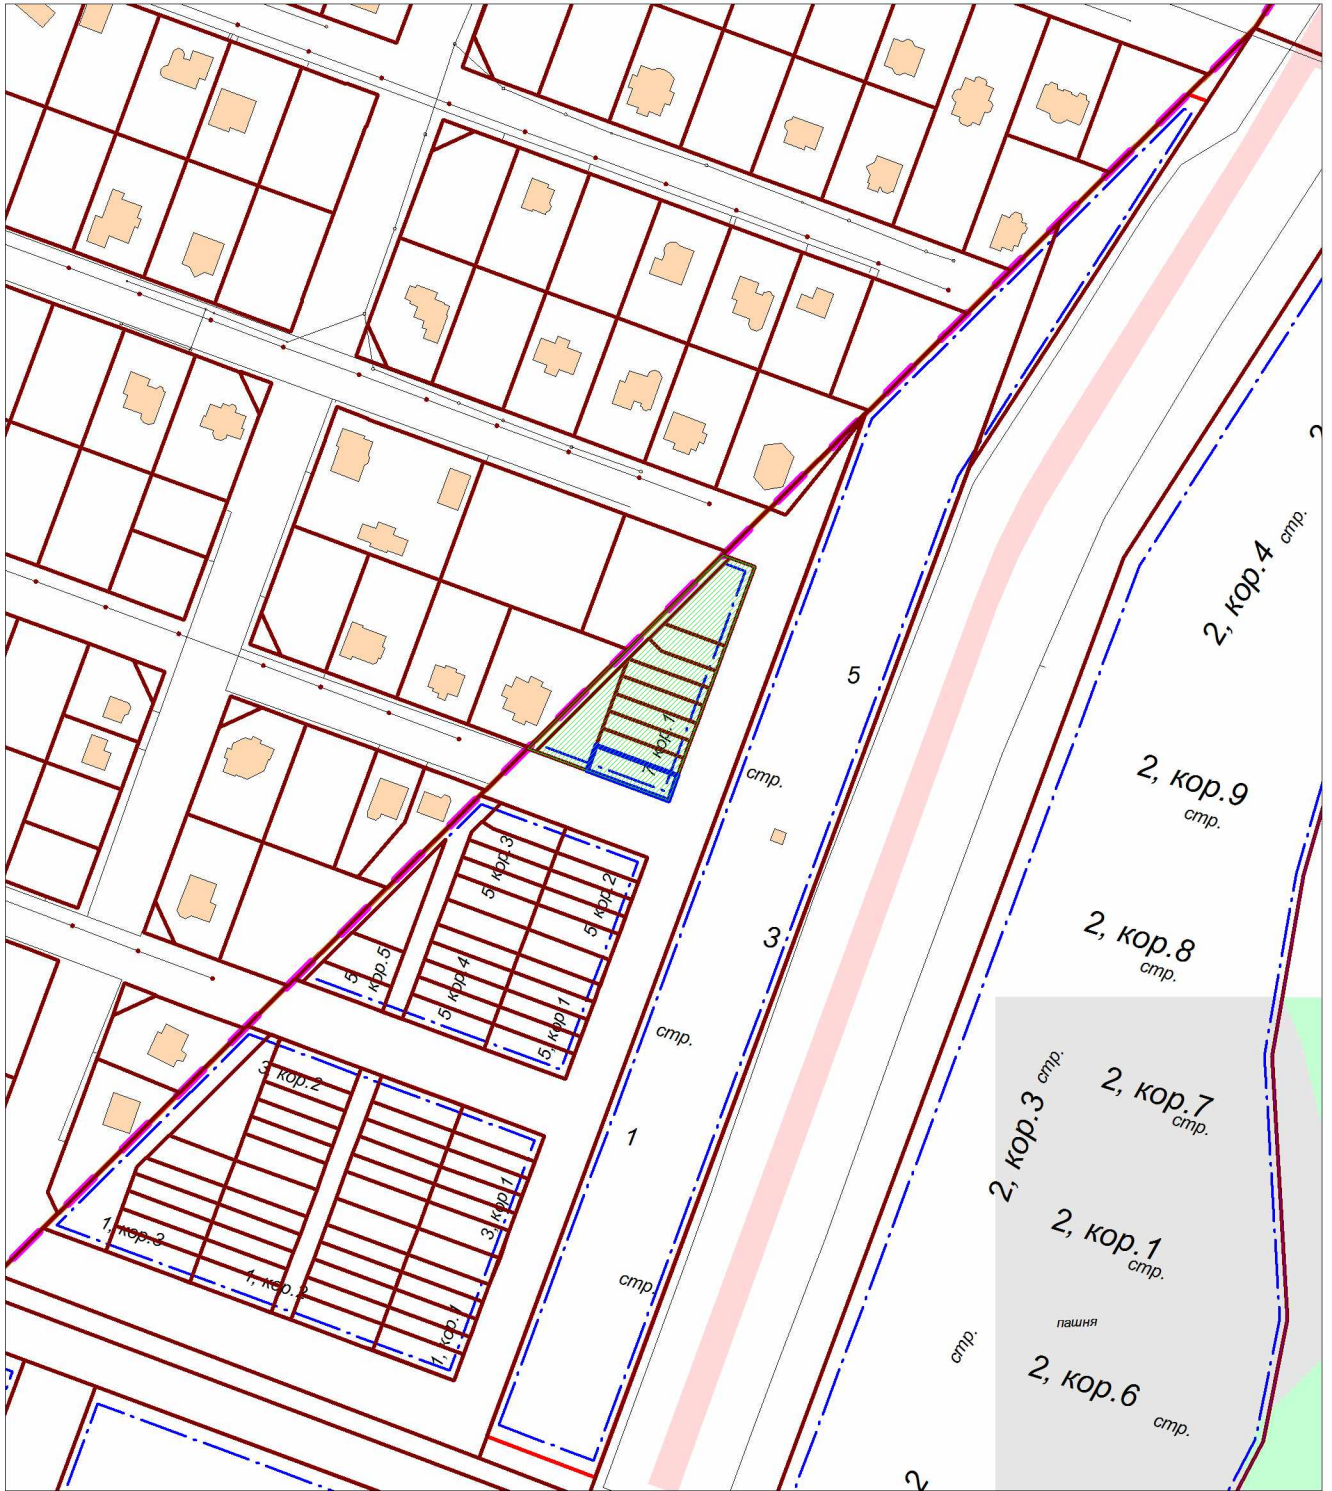 2
2, кор.4 стр.
5
7, кор. 1
стр.
2, кор.9
стр.
5, кор.3
5, кор.2
3
2, кор.8
стр.
5, кор.5
5, кор.4
5, кор.1
стр.
3, кор.2
2, кор.3 стр.
2, кор.7
стр.
1
3, кор.1
1, кор.3
2, кор.1
стр.
1, кор.2
стр.
пашня
1, кор.1
стр.
2, кор.6
стр.
2